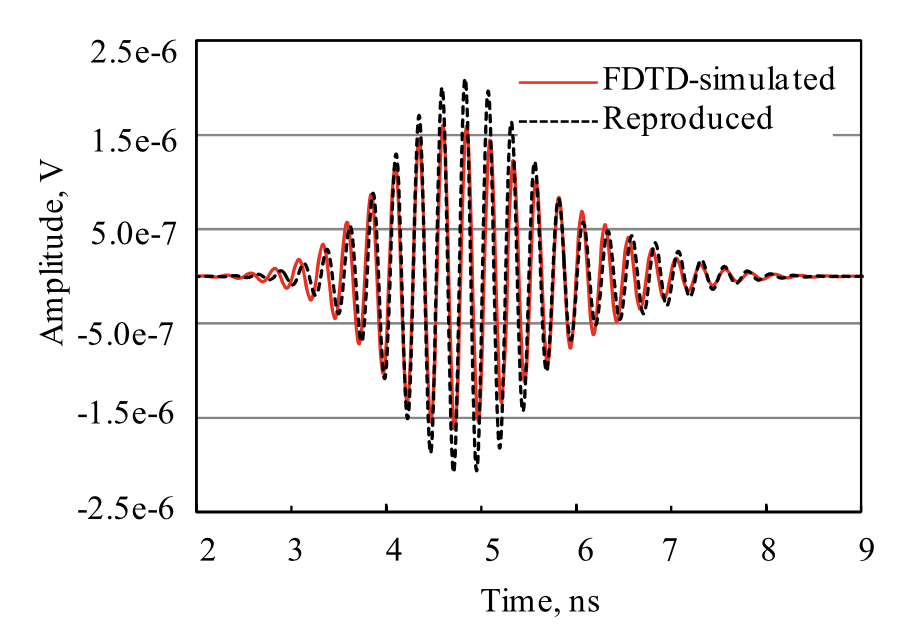 2.5e-6
FDTD-simulated
Reproduced
1.5e-6
5.0e-7
-5.0e-7
-1.5e-6
-2.5e-6
Amplitude, V
2 3 4 5 6 7 8 9
Time, ns